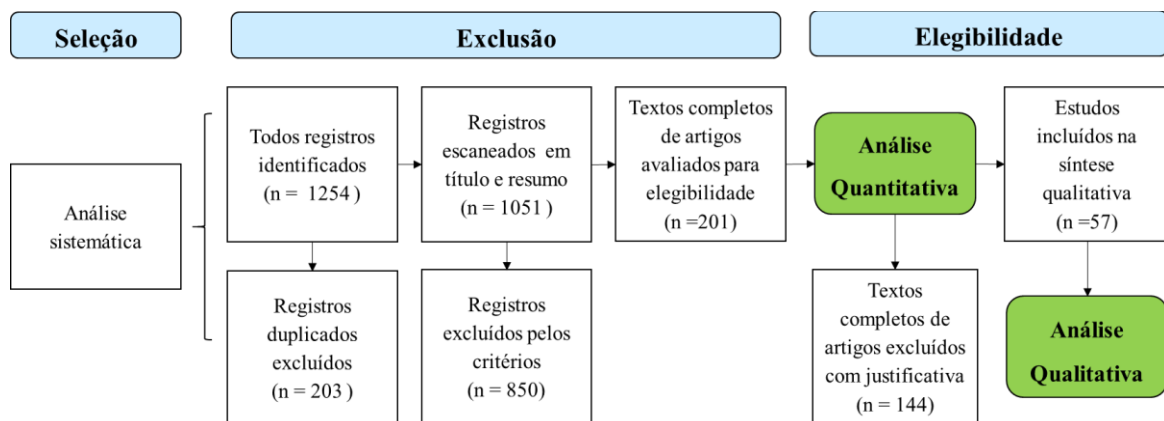 Seleção
Exclusão
Elegibilidade
Análise
sistemática
Todos registros
identificados
(n = 1254 )
Registros
escaneados em
título e resumo
(n = 1051 )
Textos completos
de artigos
avaliados para
elegibilidade
(n =201)
Análise
Quantitativa
Estudos
incluídos na
síntese
qualitativa
(n =57)
Registros
duplicados
excluídos
(n = 203 )
Registros
excluídos pelos
critérios
(n = 850)
Textos
completos de
artigos excluídos
com justificativa
(n = 144)
Análise
Qualitativa